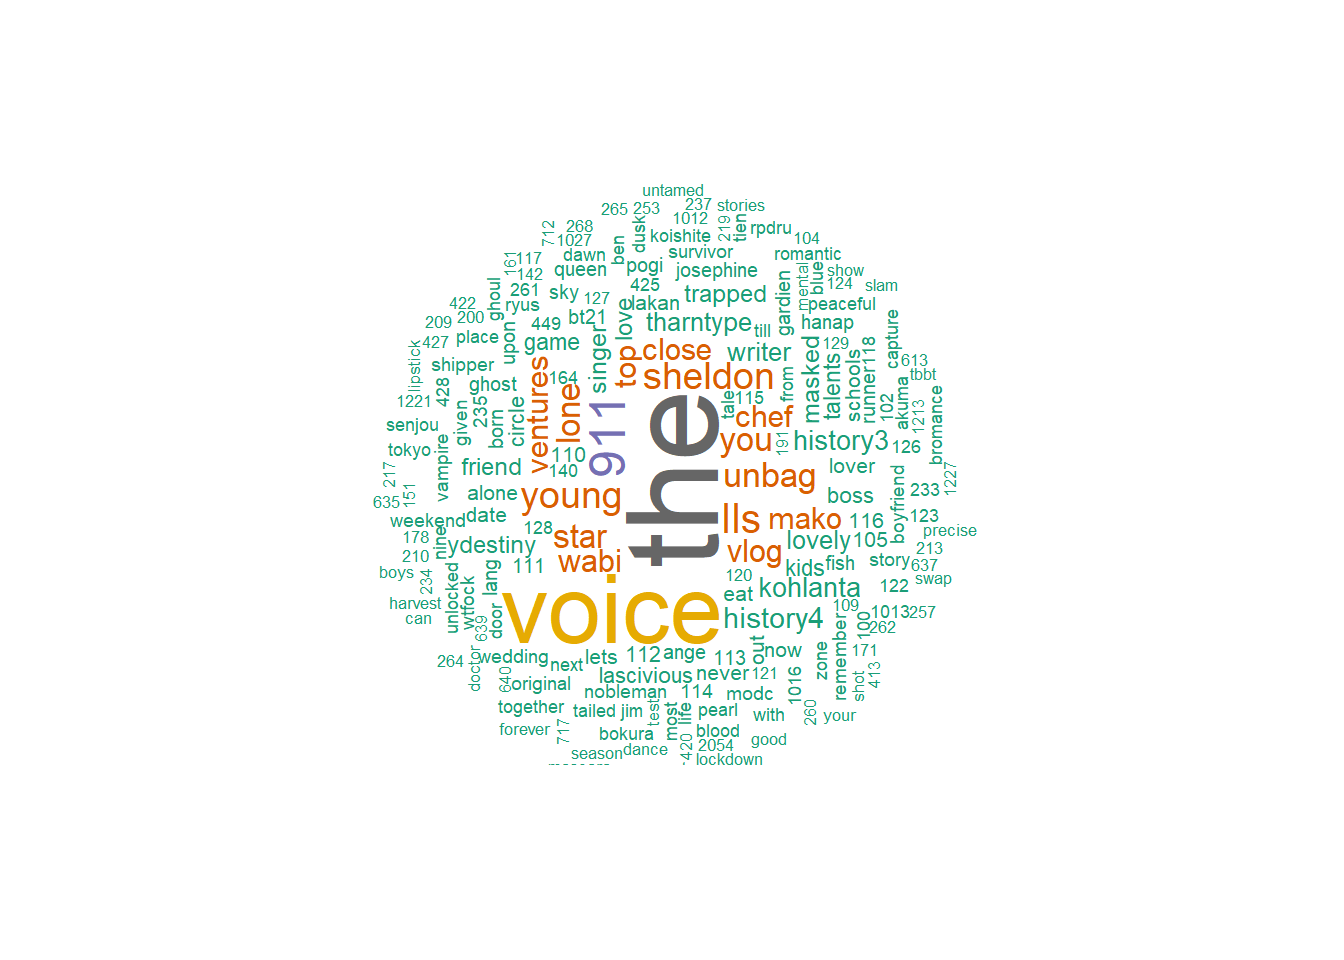 untamed
265 253 237 stories
712 268 1012 219 tien rpdru
1027 ben dusk koishite 104
161 117 dawn survivor romantic
142 queen pogi josephine mental blue show
ghoul 261 sky 127 425 trapped gardien 124 slam
422 ryus lakan peaceful
209 200 449 bt21 love tharntype till hanap
427 place upon game singer top close writer masked talents 129 schools runner 118 capture
lipstick shipper ventures 164 sheldon from 613
428 ghost lone tbbt
1221 235 circle 911 the tale 115 chef 102 akuma 1213
senjou given born you 191 history3 126 bromance
tokyo vampire 110
217 friend 140 unbag lover 1227
635 151 alone young boss boyfriend 233
weekend date 128 star lls mako 116 123 precise
178 nine ydestiny vlog lovely 105 213
210 wabi kids fish story 637
boys 234 lang 111 120 kohlanta 122 swap
harvest unlocked wtfock door voice eat 109 1013 257
can 639 history4 100 262
264 wedding lets 112 ange 113 out now zone remember 171
doctor 640 next lascivious never 121 1016 shot 413
original nobleman 114 modc
together tailed jim test most life pearl with 260 your
forever 717 bokura blood good
season dance 420 2054
lockdown